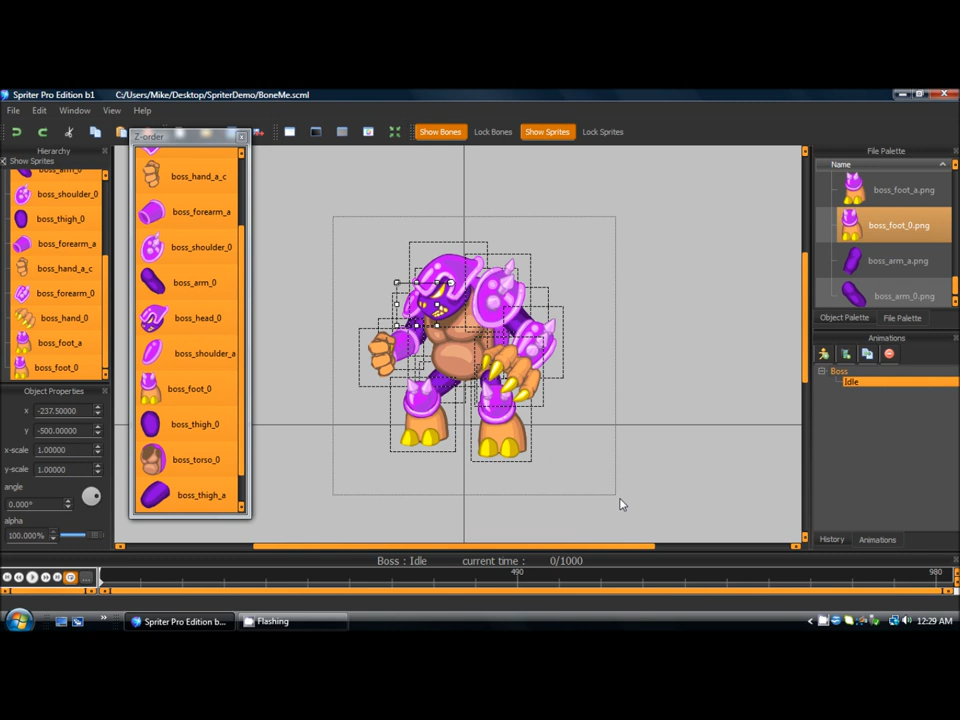 Spriter Pro Edition b1 C:/Users/Mike/Desktop/SpriterDemo/BoneMe.scml
File Edit Window View Help
Show Bones Lock Bones Show Sprites Lock Sprites
Hierarchy
Show Sprites
boss_arm_0
boss_shoulder_0
boss_thigh_0
boss_forearm_a
boss_hand_a_c
boss_forearm_0
boss_hand_0
boss_foot_a
boss_foot_0
Object Properties
x -237.50000
y -500.00000
x-scale 1.00000
y-scale 1.00000
angle
0.000°
alpha
100.000%
Z-order
boss_hand_a_c
boss_forearm_a
boss_shoulder_0
boss_arm_0
boss_head_0
boss_shoulder_a
boss_foot_0
boss_thigh_0
boss_torso_0
boss_thigh_a
File Palette
Name
boss_foot_a.png
boss_foot_0.png
boss_arm_a.png
boss_arm_0.png
Object Palette File Palette
Animations
Boss
Idle
History Animations
Boss : Idle current time : 0/1000
490 980
Spriter Pro Edition b... Flashing 12:29 AM